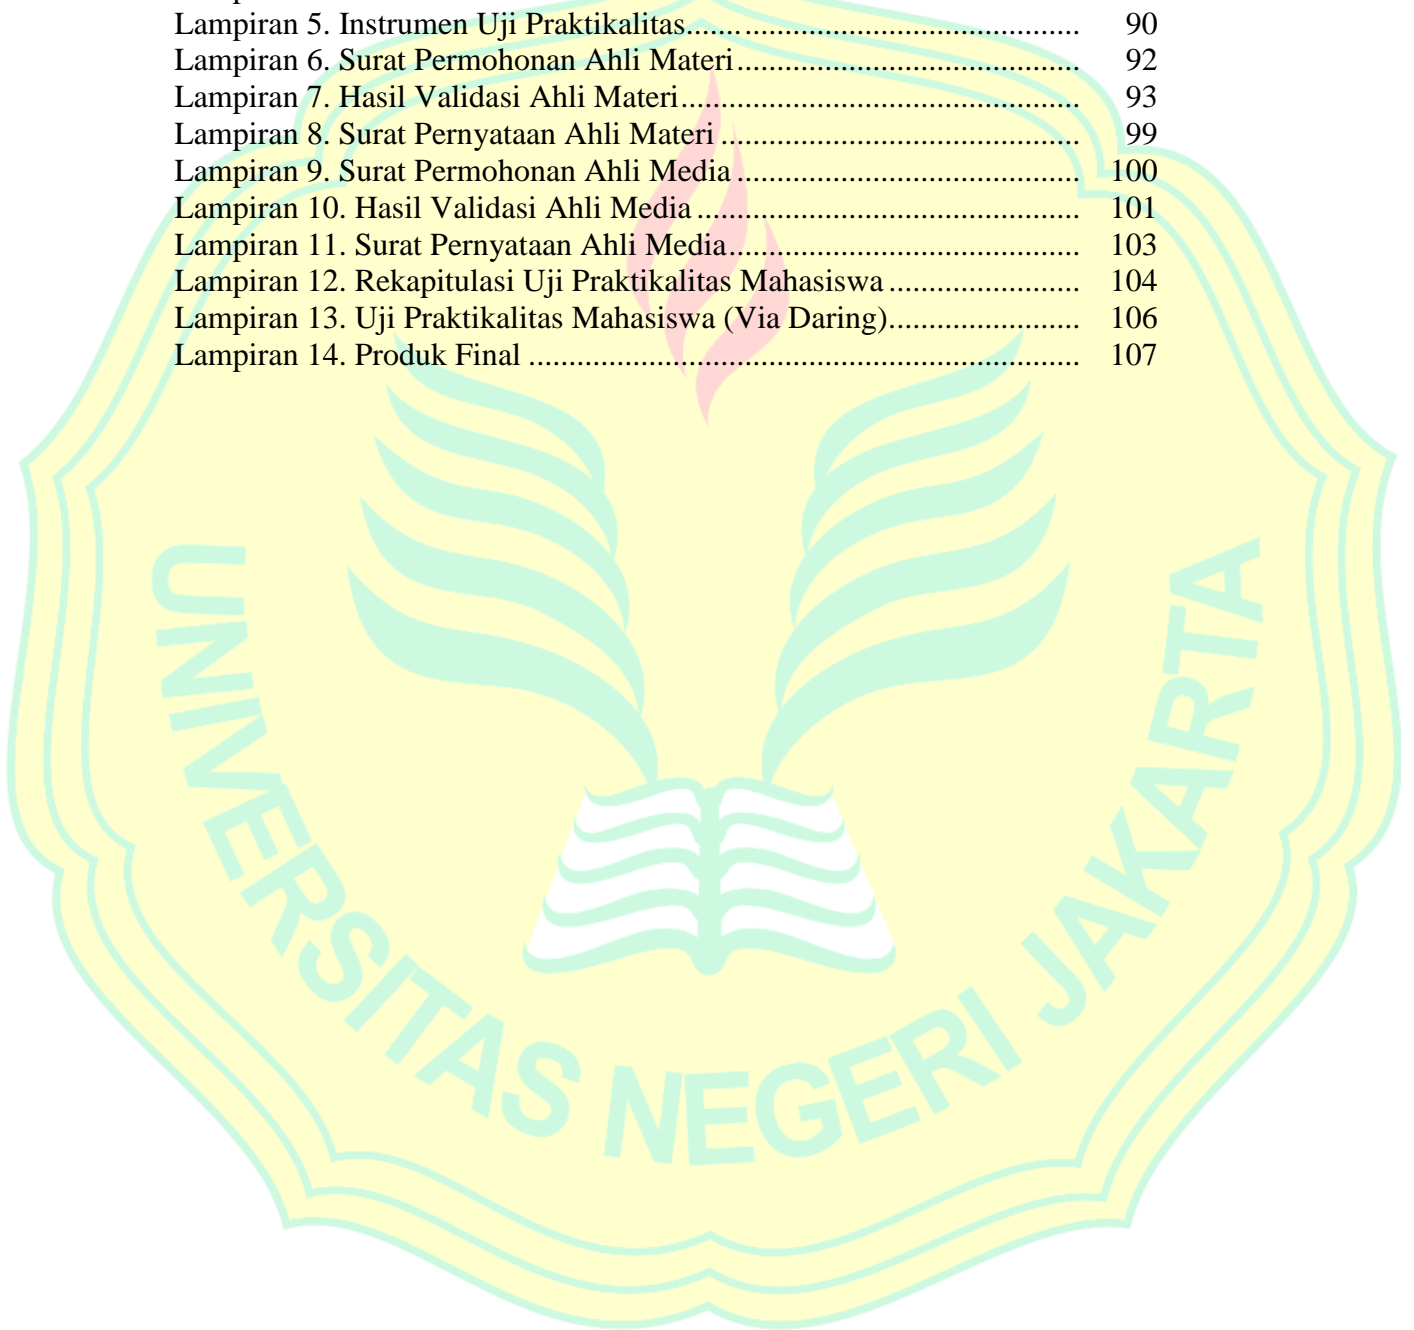 Lampiran 5. Instrumen Uji Praktikalitas.......................................... 90
Lampiran 6. Surat Permohonan Ahli Materi.......................................... 92
Lampiran 7. Hasil Validasi Ahli Materi.......................................... 93
Lampiran 8. Surat Pernyataan Ahli Materi.......................................... 99
Lampiran 9. Surat Permohonan Ahli Media.......................................... 100
Lampiran 10. Hasil Validasi Ahli Media.......................................... 101
Lampiran 11. Surat Pernyataan Ahli Media.......................................... 103
Lampiran 12. Rekapitulasi Uji Praktikalitas Mahasiswa........................ 104
Lampiran 13. Uji Praktikalitas Mahasiswa (Via Daring)........................ 106
Lampiran 14. Produk Final.......................................... 107
UNIVERSITAS NEGERI JAKARTA